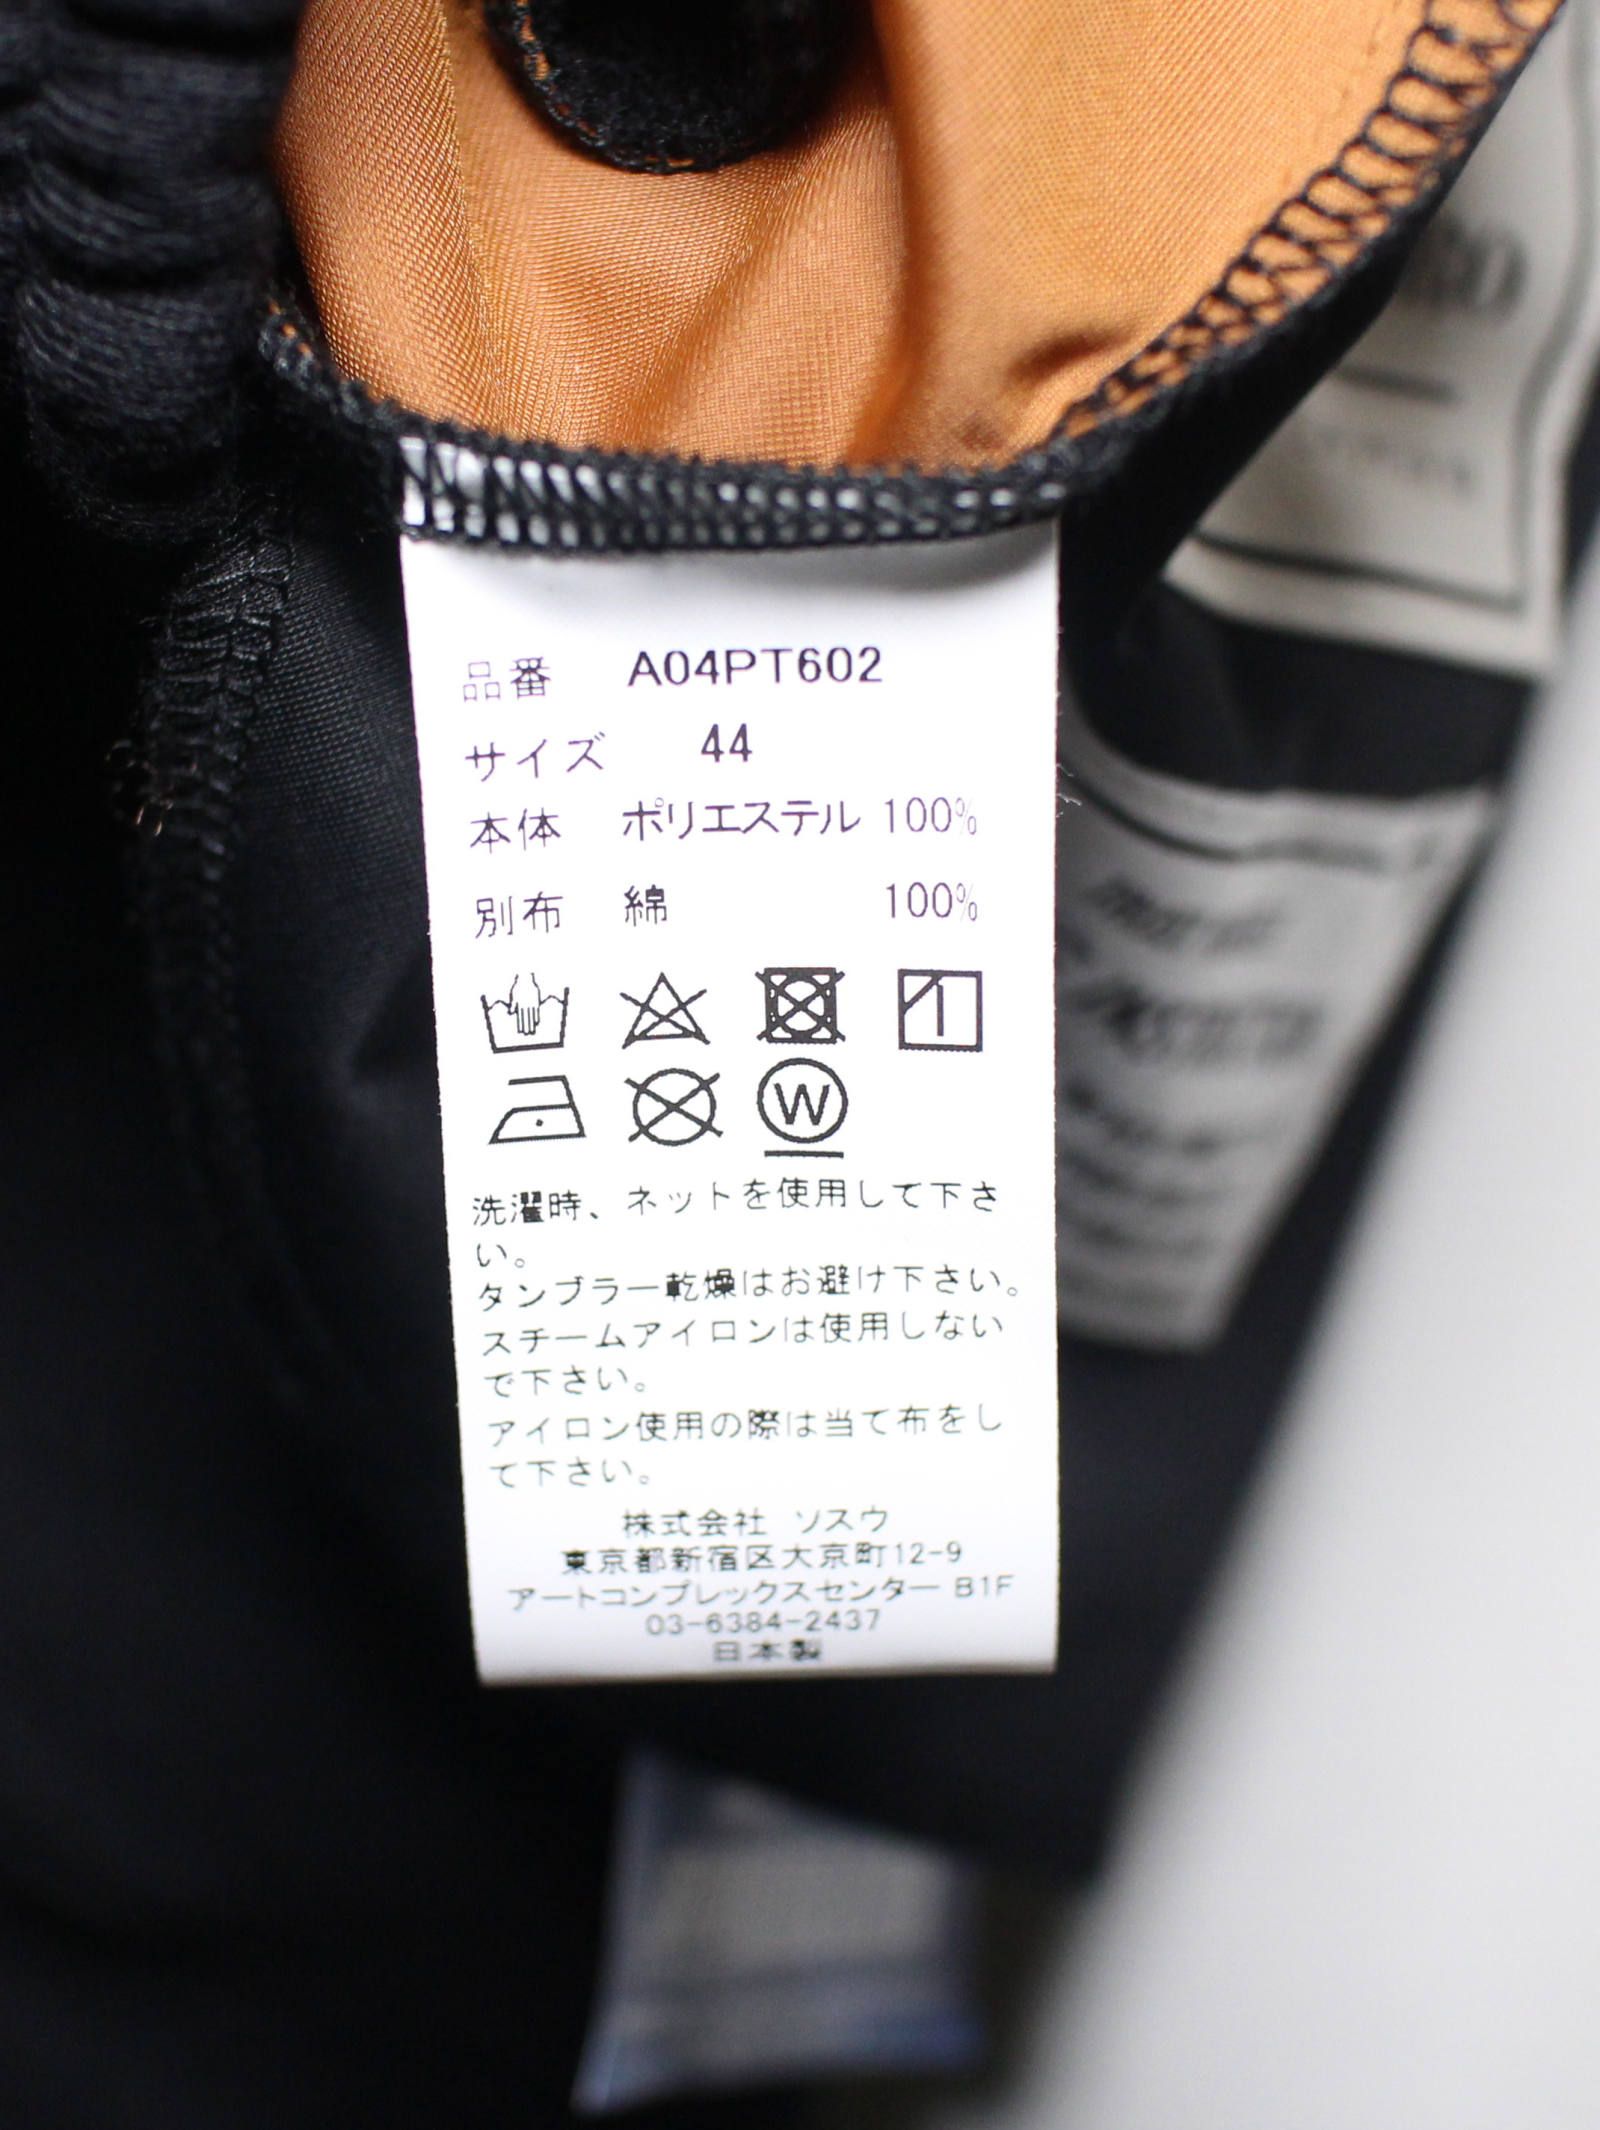 品番 A04PT602
サイズ 44
本体 ポリエステル 100%
別布 綿 100%
W
洗濯時、ネットを使用して下さ
い。
タンブラー乾燥はお避け下さい。
スチームアイロンは使用しない
で下さい。
アイロン使用の際は当て布をし
て下さい。
株式会社 ソスウ
東京都新宿区大京町12-9
アートコンプレックスセンター B1F
03-6384-2437
日本製